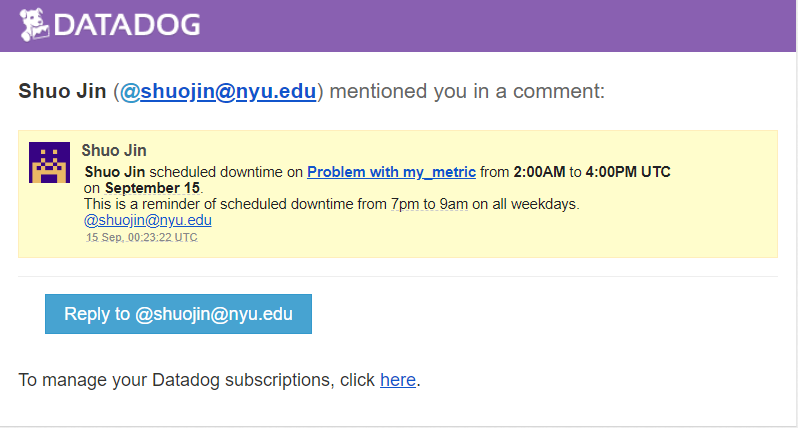 DATADOG
Shuo Jin (@shuojin@nyu.edu) mentioned you in a comment:
Shuo Jin
Shuo Jin scheduled downtime on Problem with my_metric from 2:00AM to 4:00PM UTC
on September 15.
This is a reminder of scheduled downtime from 7pm to 9am on all weekdays.
@shuojin@nyu.edu
15 Sep, 00:23:22 UTC
Reply to @shuojin@nyu.edu
To manage your Datadog subscriptions, click here.